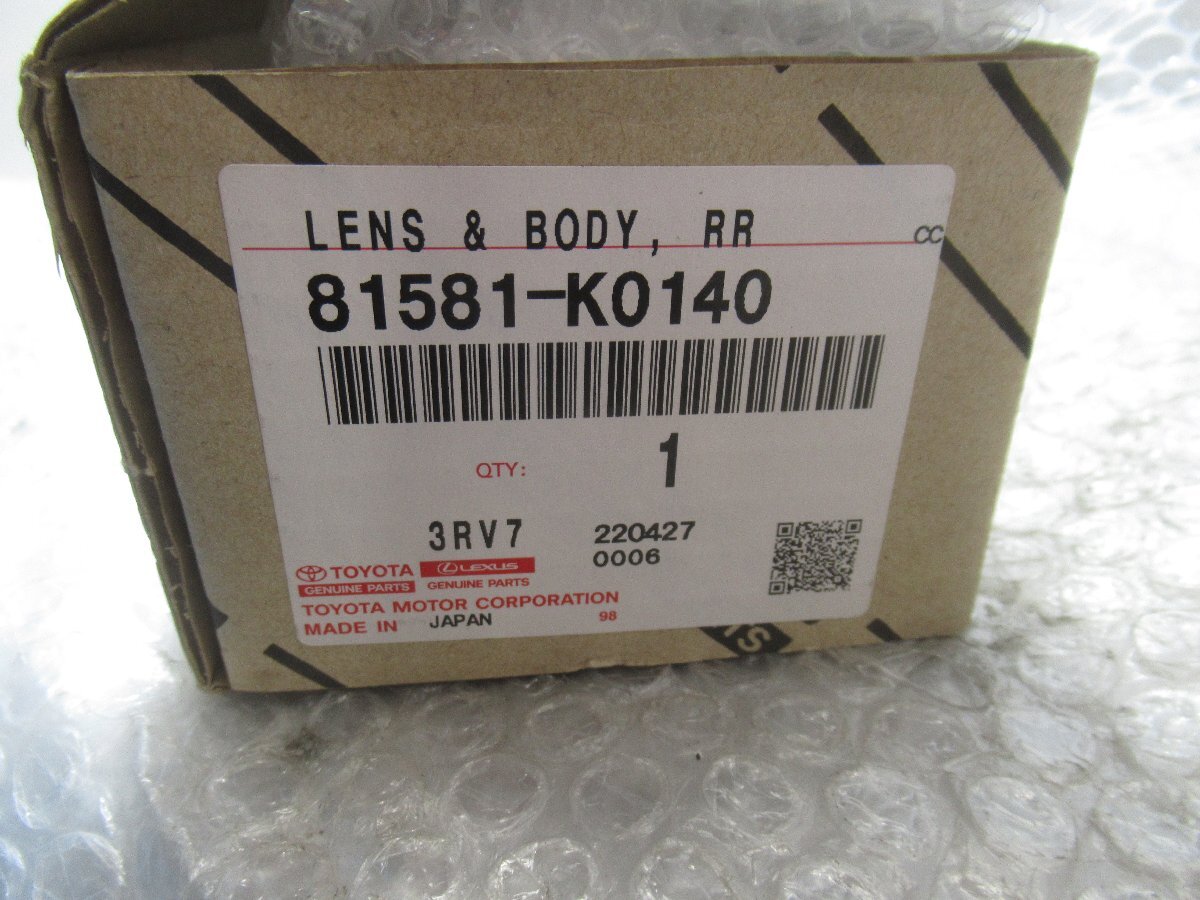 LENS & BODY, RR
CC
81581-K0140
QTY: 1
3RV7 220427
0006
TOYOTA LEXUS
GENUINE PARTS GENUINE PARTS
TOYOTA MOTOR CORPORATION
MADE IN JAPAN 98